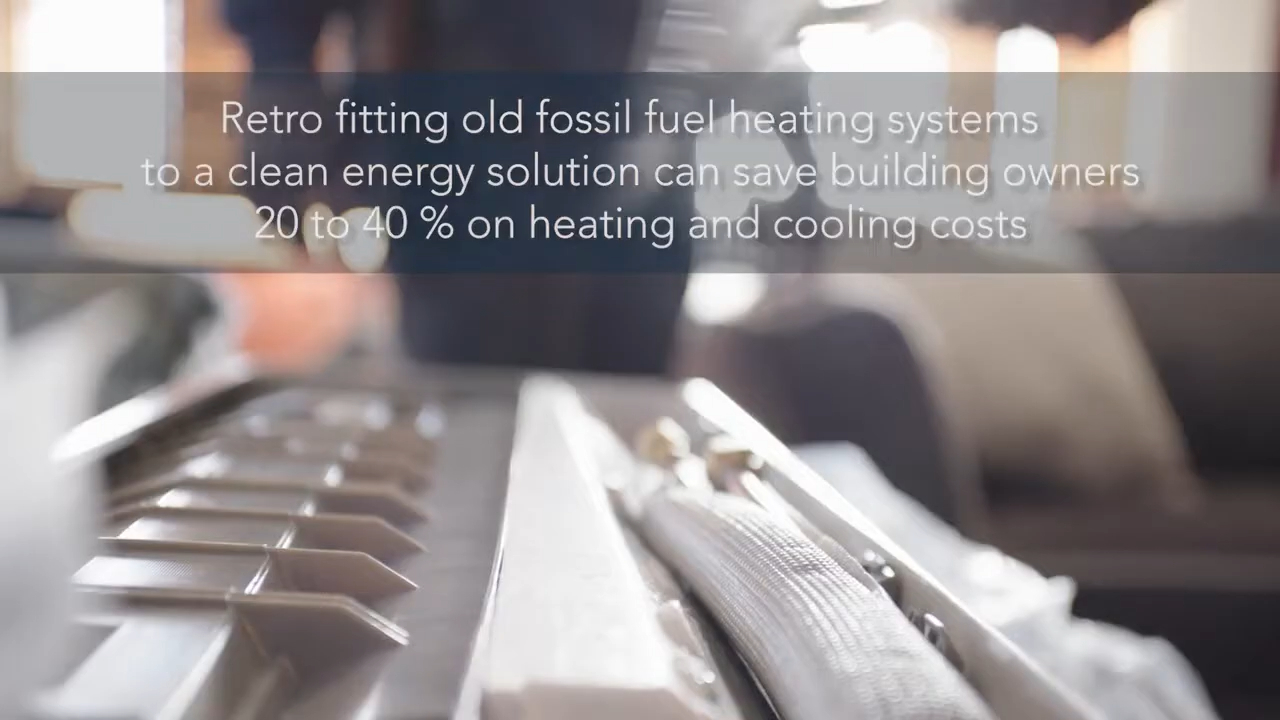 Retro fitting old fossil fuel heating systems
to a clean energy solution can save building owners
20 to 40 % on heating and cooling costs